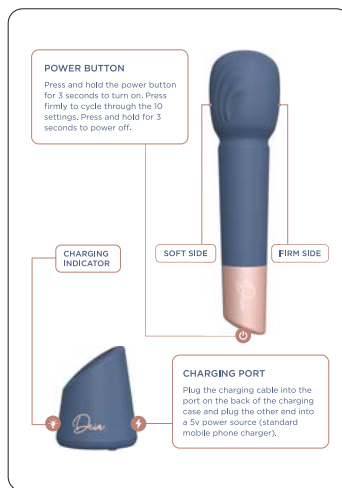 POWER BUTTON
Press and hold the power button
for 3 seconds to turn on. Press
firmly to cycle through the 10
settings. Press and hold for 3
seconds to power off.
CHARGING
INDICATOR
SOFT SIDE
FIRM SIDE
CHARGING PORT
Plug the charging cable into the
port on the back of the charging
case and plug the other end into
a 5v power source (standard
mobile phone charger).